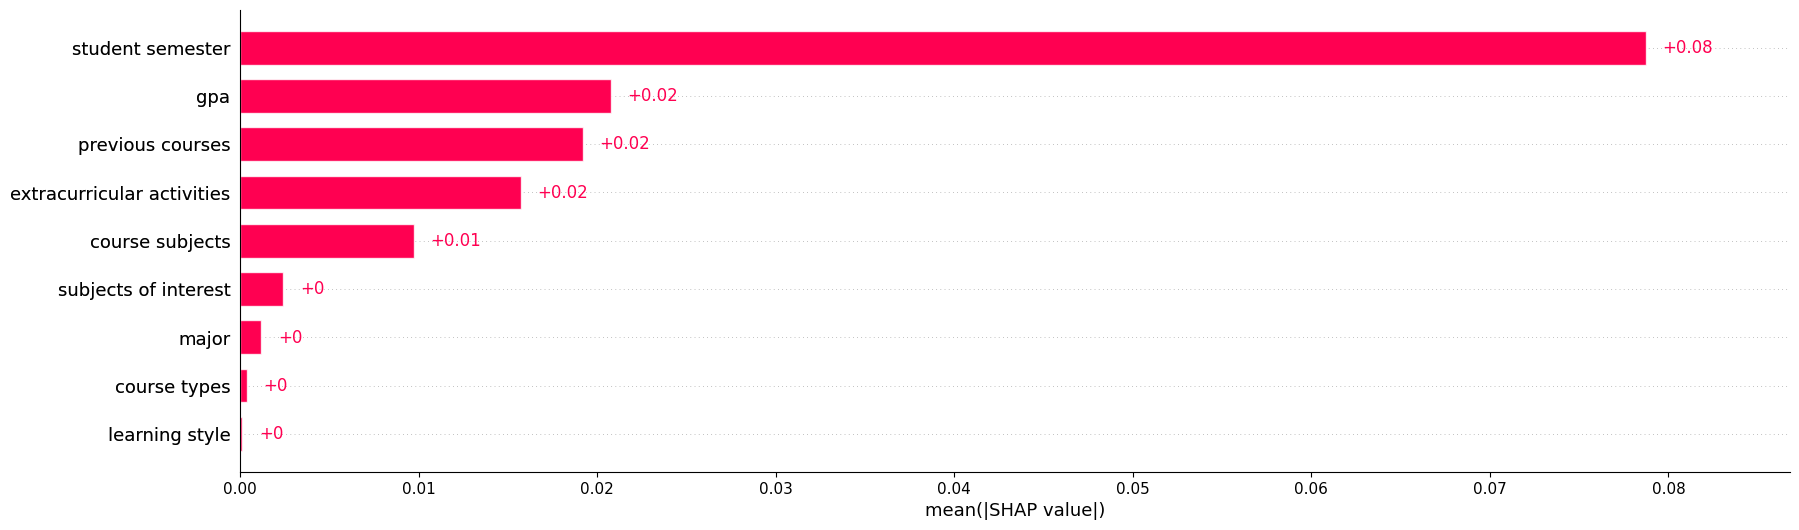 student semester +0.08
gpa +0.02
previous courses +0.02
extracurricular activities +0.02
course subjects +0.01
subjects of interest +0
major +0
course types +0
learning style +0
0.00 0.01 0.02 0.03 0.04 0.05 0.06 0.07 0.08
mean(|SHAP value|)